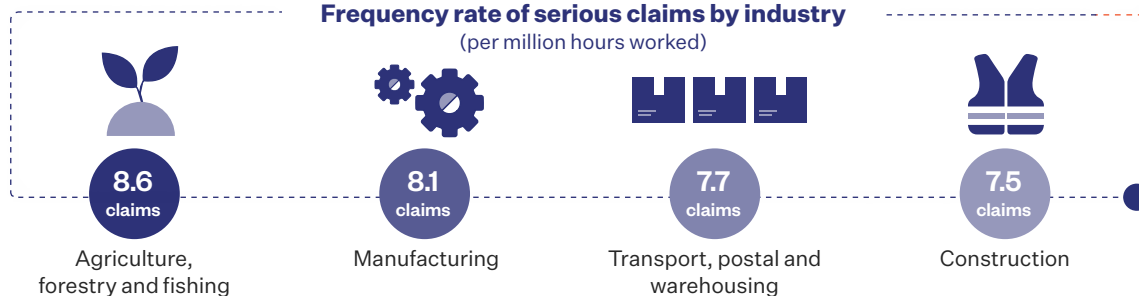 Frequency rate of serious claims by industry
(per million hours worked)
8.6
claims
Agriculture,
forestry and fishing
8.1
claims
Manufacturing
7.7
claims
Transport, postal and
warehousing
7.5
claims
Construction